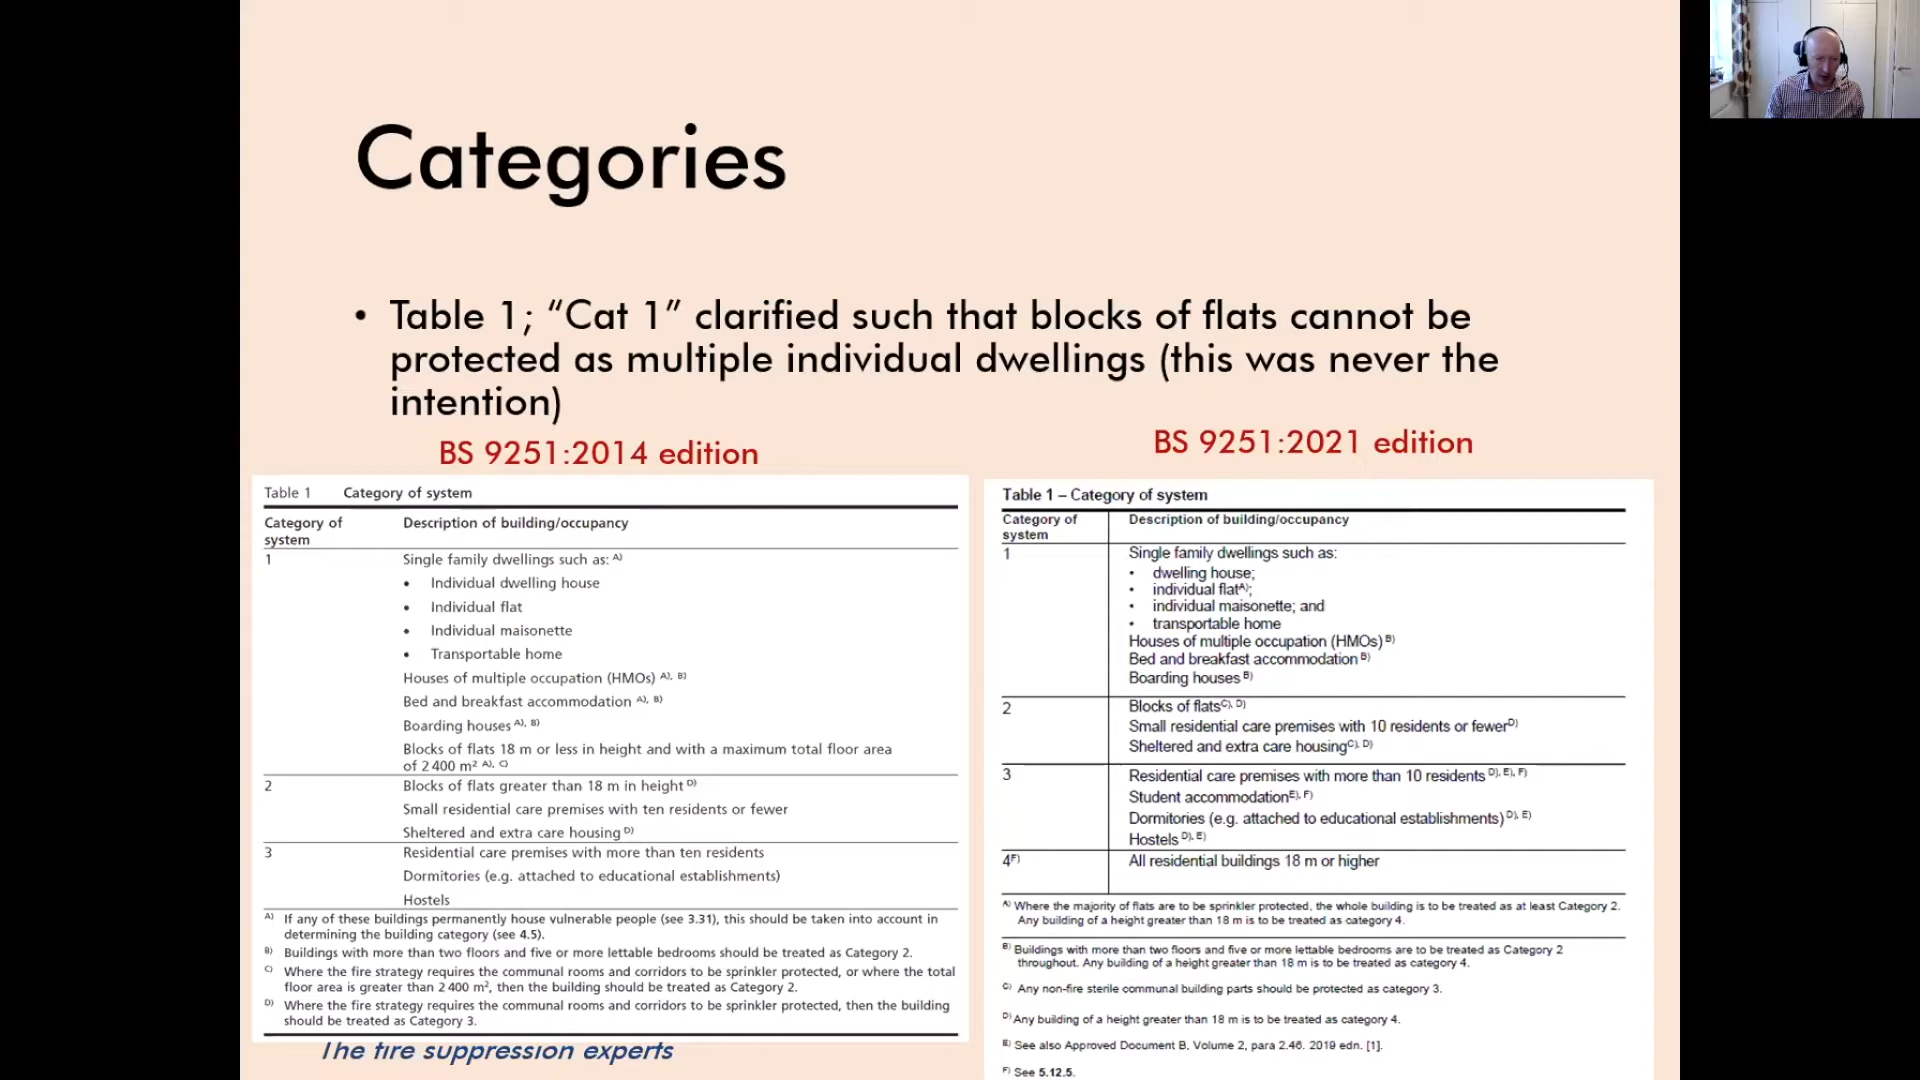 Categories
• Table 1; “Cat 1” clarified such that blocks of flats cannot be
protected as multiple individual dwellings (this was never the
intention)
BS 9251:2014 edition
Table 1 Category of system
Category of system Description of building/occupancy
1 Single family dwellings such as: A)
• Individual dwelling house
• Individual flat
• Individual maisonette
• Transportable home
Houses of multiple occupation (HMOs) A), B)
Bed and breakfast accommodation A), B)
Boarding houses A), B)
Blocks of flats 18 m or less in height and with a maximum total floor area
of 2 400 m² A), C)
2 Blocks of flats greater than 18 m in height D)
Small residential care premises with ten residents or fewer
Sheltered and extra care housing D)
3 Residential care premises with more than ten residents
Dormitories (e.g. attached to educational establishments)
Hostels
A) If any of these buildings permanently house vulnerable people (see 3.31), this should be taken into account in
determining the building category (see 4.5).
B) Buildings with more than two floors and five or more lettable bedrooms should be treated as Category 2.
C) Where the fire strategy requires the communal rooms and corridors to be sprinkler protected, or where the total
floor area is greater than 2 400 m², then the building should be treated as Category 2.
D) Where the fire strategy requires the communal rooms and corridors to be sprinkler protected, then the building
should be treated as Category 3.
The fire suppression experts
BS 9251:2021 edition
Table 1 – Category of system
Category of system Description of building/occupancy
1 Single family dwellings such as:
• dwelling house;
• individual flatA);
• individual maisonette; and
• transportable home
Houses of multiple occupation (HMOs) B)
Bed and breakfast accommodation B)
Boarding houses B)
2 Blocks of flatsC), D)
Small residential care premises with 10 residents or fewerD)
Sheltered and extra care housingC), D)
3 Residential care premises with more than 10 residents D), E), F)
Student accommodationE), F)
Dormitories (e.g. attached to educational establishments) D), E)
Hostels D), E)
4F) All residential buildings 18 m or higher
A) Where the majority of flats are to be sprinkler protected, the whole building is to be treated as at least Category 2.
Any building of a height greater than 18 m is to be treated as category 4.
B) Buildings with more than two floors and five or more lettable bedrooms are to be treated as Category 2
throughout. Any building of a height greater than 18 m is to be treated as category 4.
C) Any non-fire sterile communal building parts should be protected as category 3.
D) Any building of a height greater than 18 m is to be treated as category 4.
E) See also Approved Document B, Volume 2, para 2.46. 2019 edn. [1].
F) See 5.12.5.